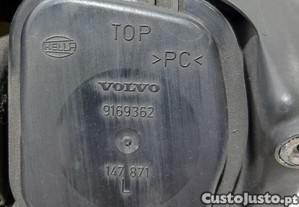 HELLA
TOP
>PC<
VOLVO
9169362
147 871
L
CustoJusto.pt